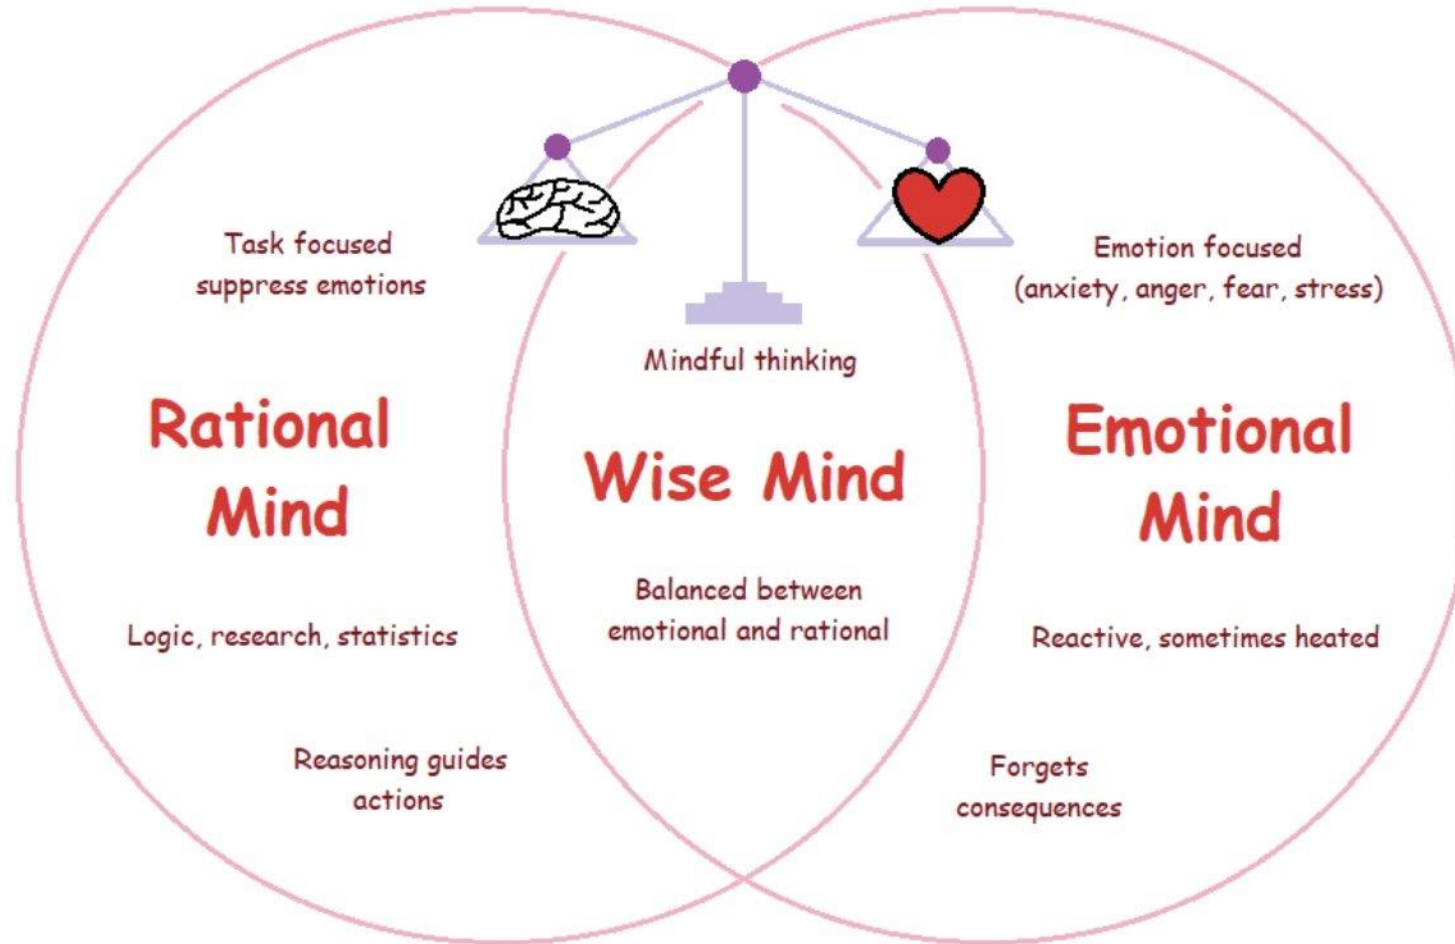 Task focused
suppress emotions
Rational
Mind
Logic, research, statistics
Reasoning guides
actions
Mindful thinking
Wise Mind
Balanced between
emotional and rational
Emotion focused
(anxiety, anger, fear, stress)
Emotional
Mind
Reactive, sometimes heated
Forgets
consequences